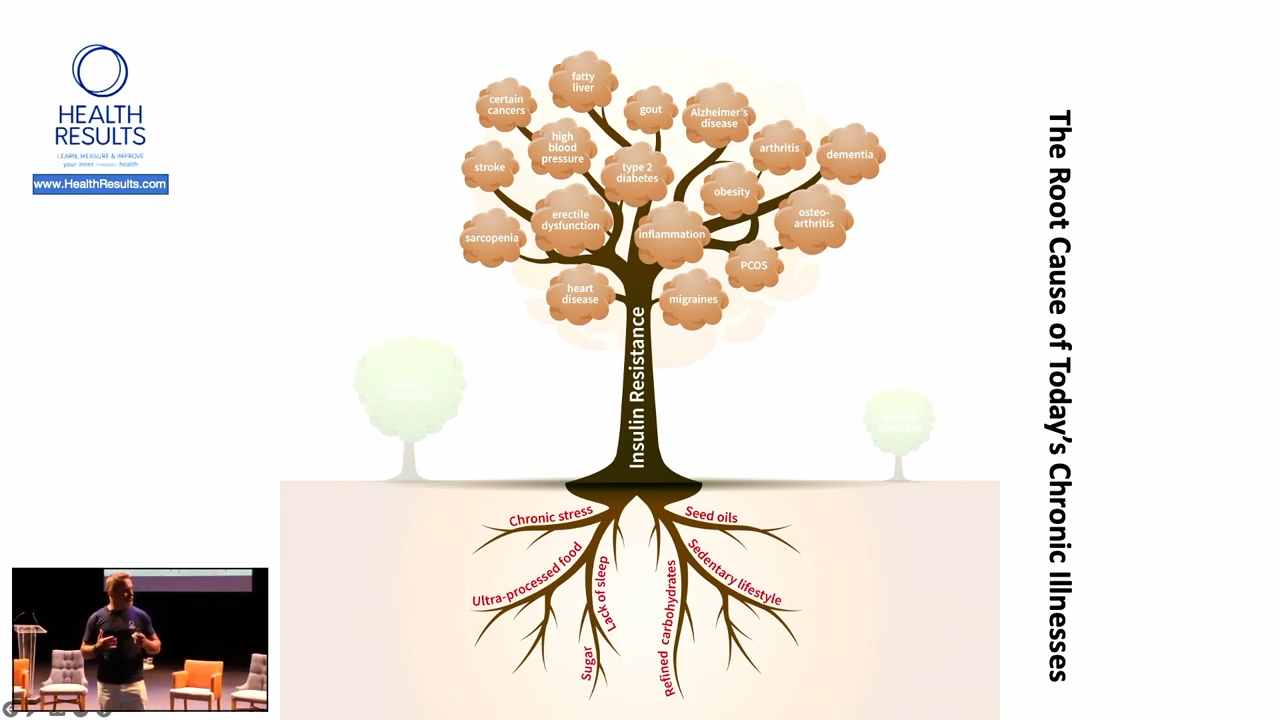 HEALTH
RESULTS
LEARN, MEASURE & IMPROVE
your inner health
www.HealthResults.com
The Root Cause of Today's Chronic Illnesses
fatty
liver
certain
cancers
gout
Alzheimer's
disease
high
blood
pressure
arthritis
dementia
stroke
type 2
diabetes
obesity
erectile
dysfunction
osteo-
arthritis
sarcopenia
inflammation
PCOS
heart
disease
migraines
Insulin Resistance
Chronic stress
Seed oils
Ultra-processed food
Lack of sleep
Sugar
Refined carbohydrates
Sedentary lifestyle